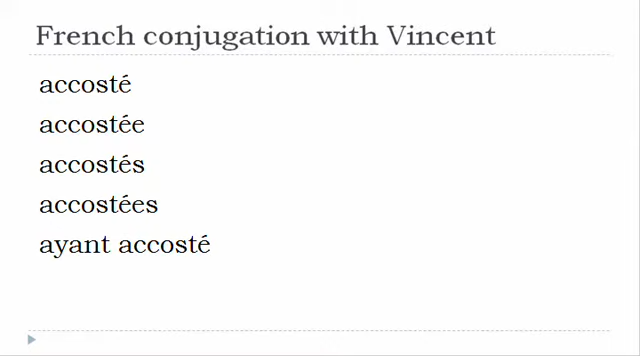 French conjugation with Vincent
accosté
accostée
accostés
accostées
ayant accosté